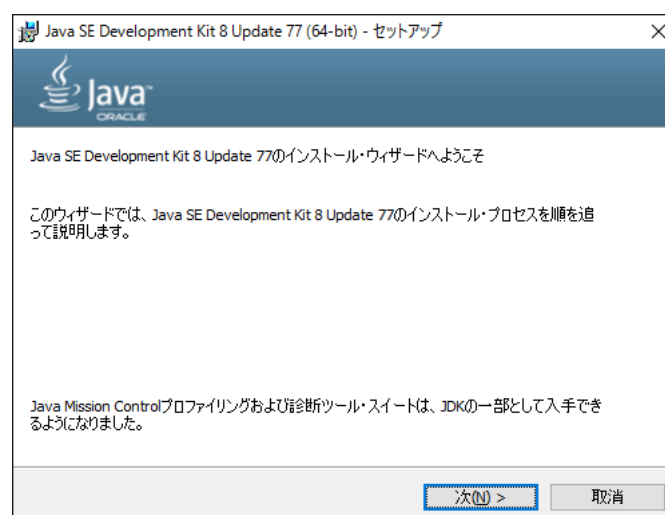 Java SE Development Kit 8 Update 77 (64-bit) - セットアップ
Java™
ORACLE
Java SE Development Kit 8 Update 77のインストール・ウィザードへようこそ
このウィザードでは、Java SE Development Kit 8 Update 77のインストール・プロセスを順を追
って説明します。
Java Mission Controlプロファイリングおよび診断ツール・スイートは、JDKの一部として入手でき
るようになりました。
次(N) >
取消